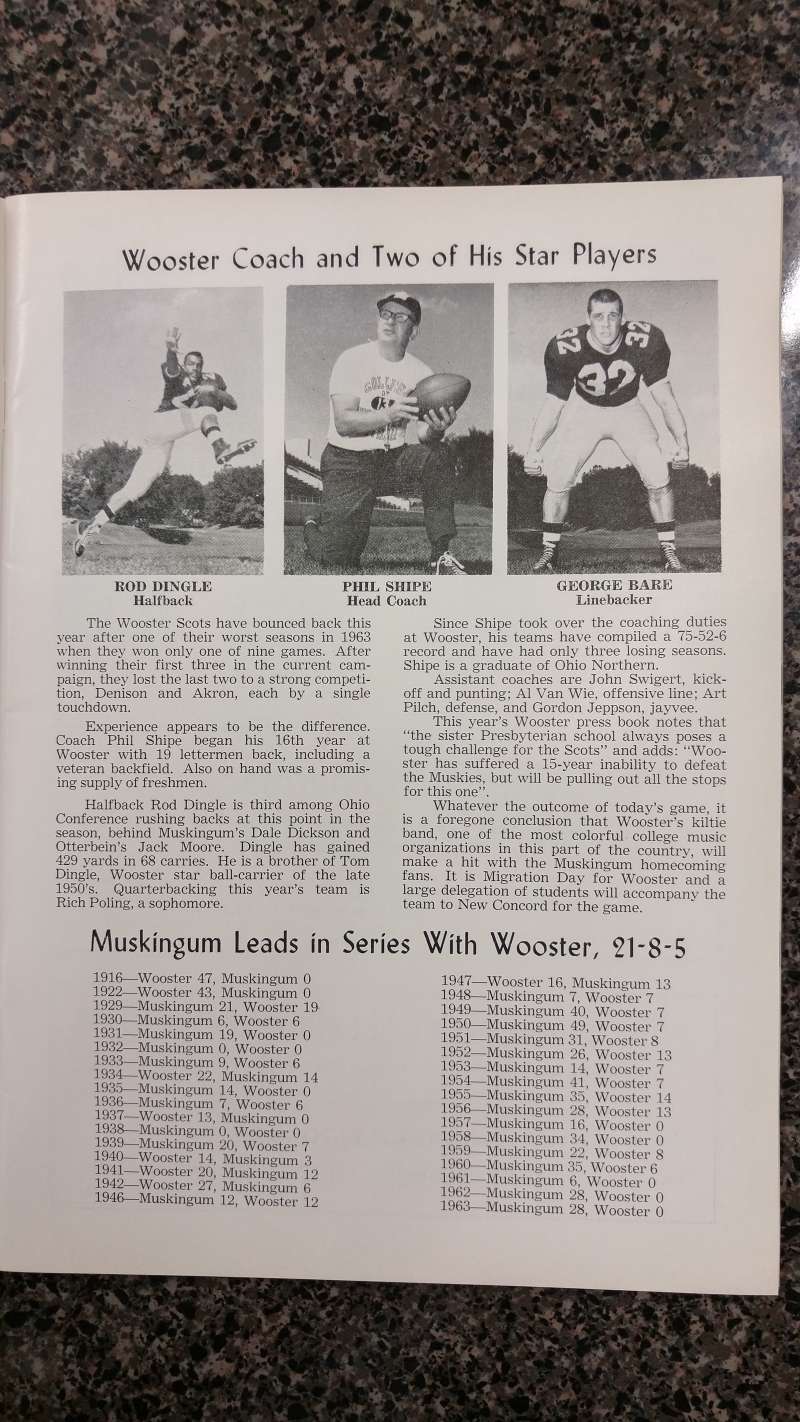 Wooster Coach and Two of His Star Players
32
32
32
COLLEGE
OF
ROD DINGLE
Halfback
PHIL SHIPE
Head Coach
GEORGE BARE
Linebacker
The Wooster Scots have bounced back this
year after one of their worst seasons in 1963
when they won only one of nine games. After
winning their first three in the current cam-
paign, they lost the last two to a strong competi-
tion, Denison and Akron, each by a single
touchdown.
Experience appears to be the difference.
Coach Phil Shipe began his 16th year at
Wooster with 19 lettermen back, including a
veteran backfield. Also on hand was a promis-
ing supply of freshmen.
Halfback Rod Dingle is third among Ohio
Conference rushing backs at this point in the
season, behind Muskingum's Dale Dickson and
Otterbein's Jack Moore. Dingle has gained
429 yards in 68 carries. He is a brother of Tom
Dingle, Wooster star ball-carrier of the late
1950's. Quarterbacking this year's team is
Rich Poling, a sophomore.
Since Shipe took over the coaching duties
at Wooster, his teams have compiled a 75-52-6
record and have had only three losing seasons.
Shipe is a graduate of Ohio Northern.
Assistant coaches are John Swigert, kick-
off and punting; Al Van Wie, offensive line; Art
Pilch, defense, and Gordon Jeppson, jayvee.
This year's Wooster press book notes that
"the sister Presbyterian school always poses a
tough challenge for the Scots" and adds: "Woo-
ster has suffered a 15-year inability to defeat
the Muskies, but will be pulling out all the stops
for this one".
Whatever the outcome of today's game, it
is a foregone conclusion that Wooster's kiltie
band, one of the most colorful college music
organizations in this part of the country, will
make a hit with the Muskingum homecoming
fans. It is Migration Day for Wooster and a
large delegation of students will accompany the
team to New Concord for the game.
Muskingum Leads in Series With Wooster, 21-8-5
1916—Wooster 47, Muskingum 0
1922—Wooster 43, Muskingum 0
1929—Muskingum 21, Wooster 19
1930—Muskingum 6, Wooster 6
1931—Muskingum 19, Wooster 0
1932—Muskingum 0, Wooster 0
1933—Muskingum 9, Wooster 6
1934—Wooster 22, Muskingum 14
1935—Muskingum 14, Wooster 0
1936—Muskingum 7, Wooster 6
1937—Wooster 13, Muskingum 0
1938—Muskingum 0, Wooster 0
1939—Muskingum 20, Wooster 7
1940—Wooster 14, Muskingum 3
1941—Wooster 20, Muskingum 12
1942—Wooster 27, Muskingum 6
1946—Muskingum 12, Wooster 12
1947—Wooster 16, Muskingum 13
1948—Muskingum 7, Wooster 7
1949—Muskingum 40, Wooster 7
1950—Muskingum 49, Wooster 7
1951—Muskingum 31, Wooster 8
1952—Muskingum 26, Wooster 13
1953—Muskingum 14, Wooster 7
1954—Muskingum 41, Wooster 7
1955—Muskingum 35, Wooster 14
1956—Muskingum 28, Wooster 13
1957—Muskingum 16, Wooster 0
1958—Muskingum 34, Wooster 0
1959—Muskingum 22, Wooster 8
1960—Muskingum 35, Wooster 6
1961—Muskingum 6, Wooster 0
1962—Muskingum 28, Wooster 0
1963—Muskingum 28, Wooster 0